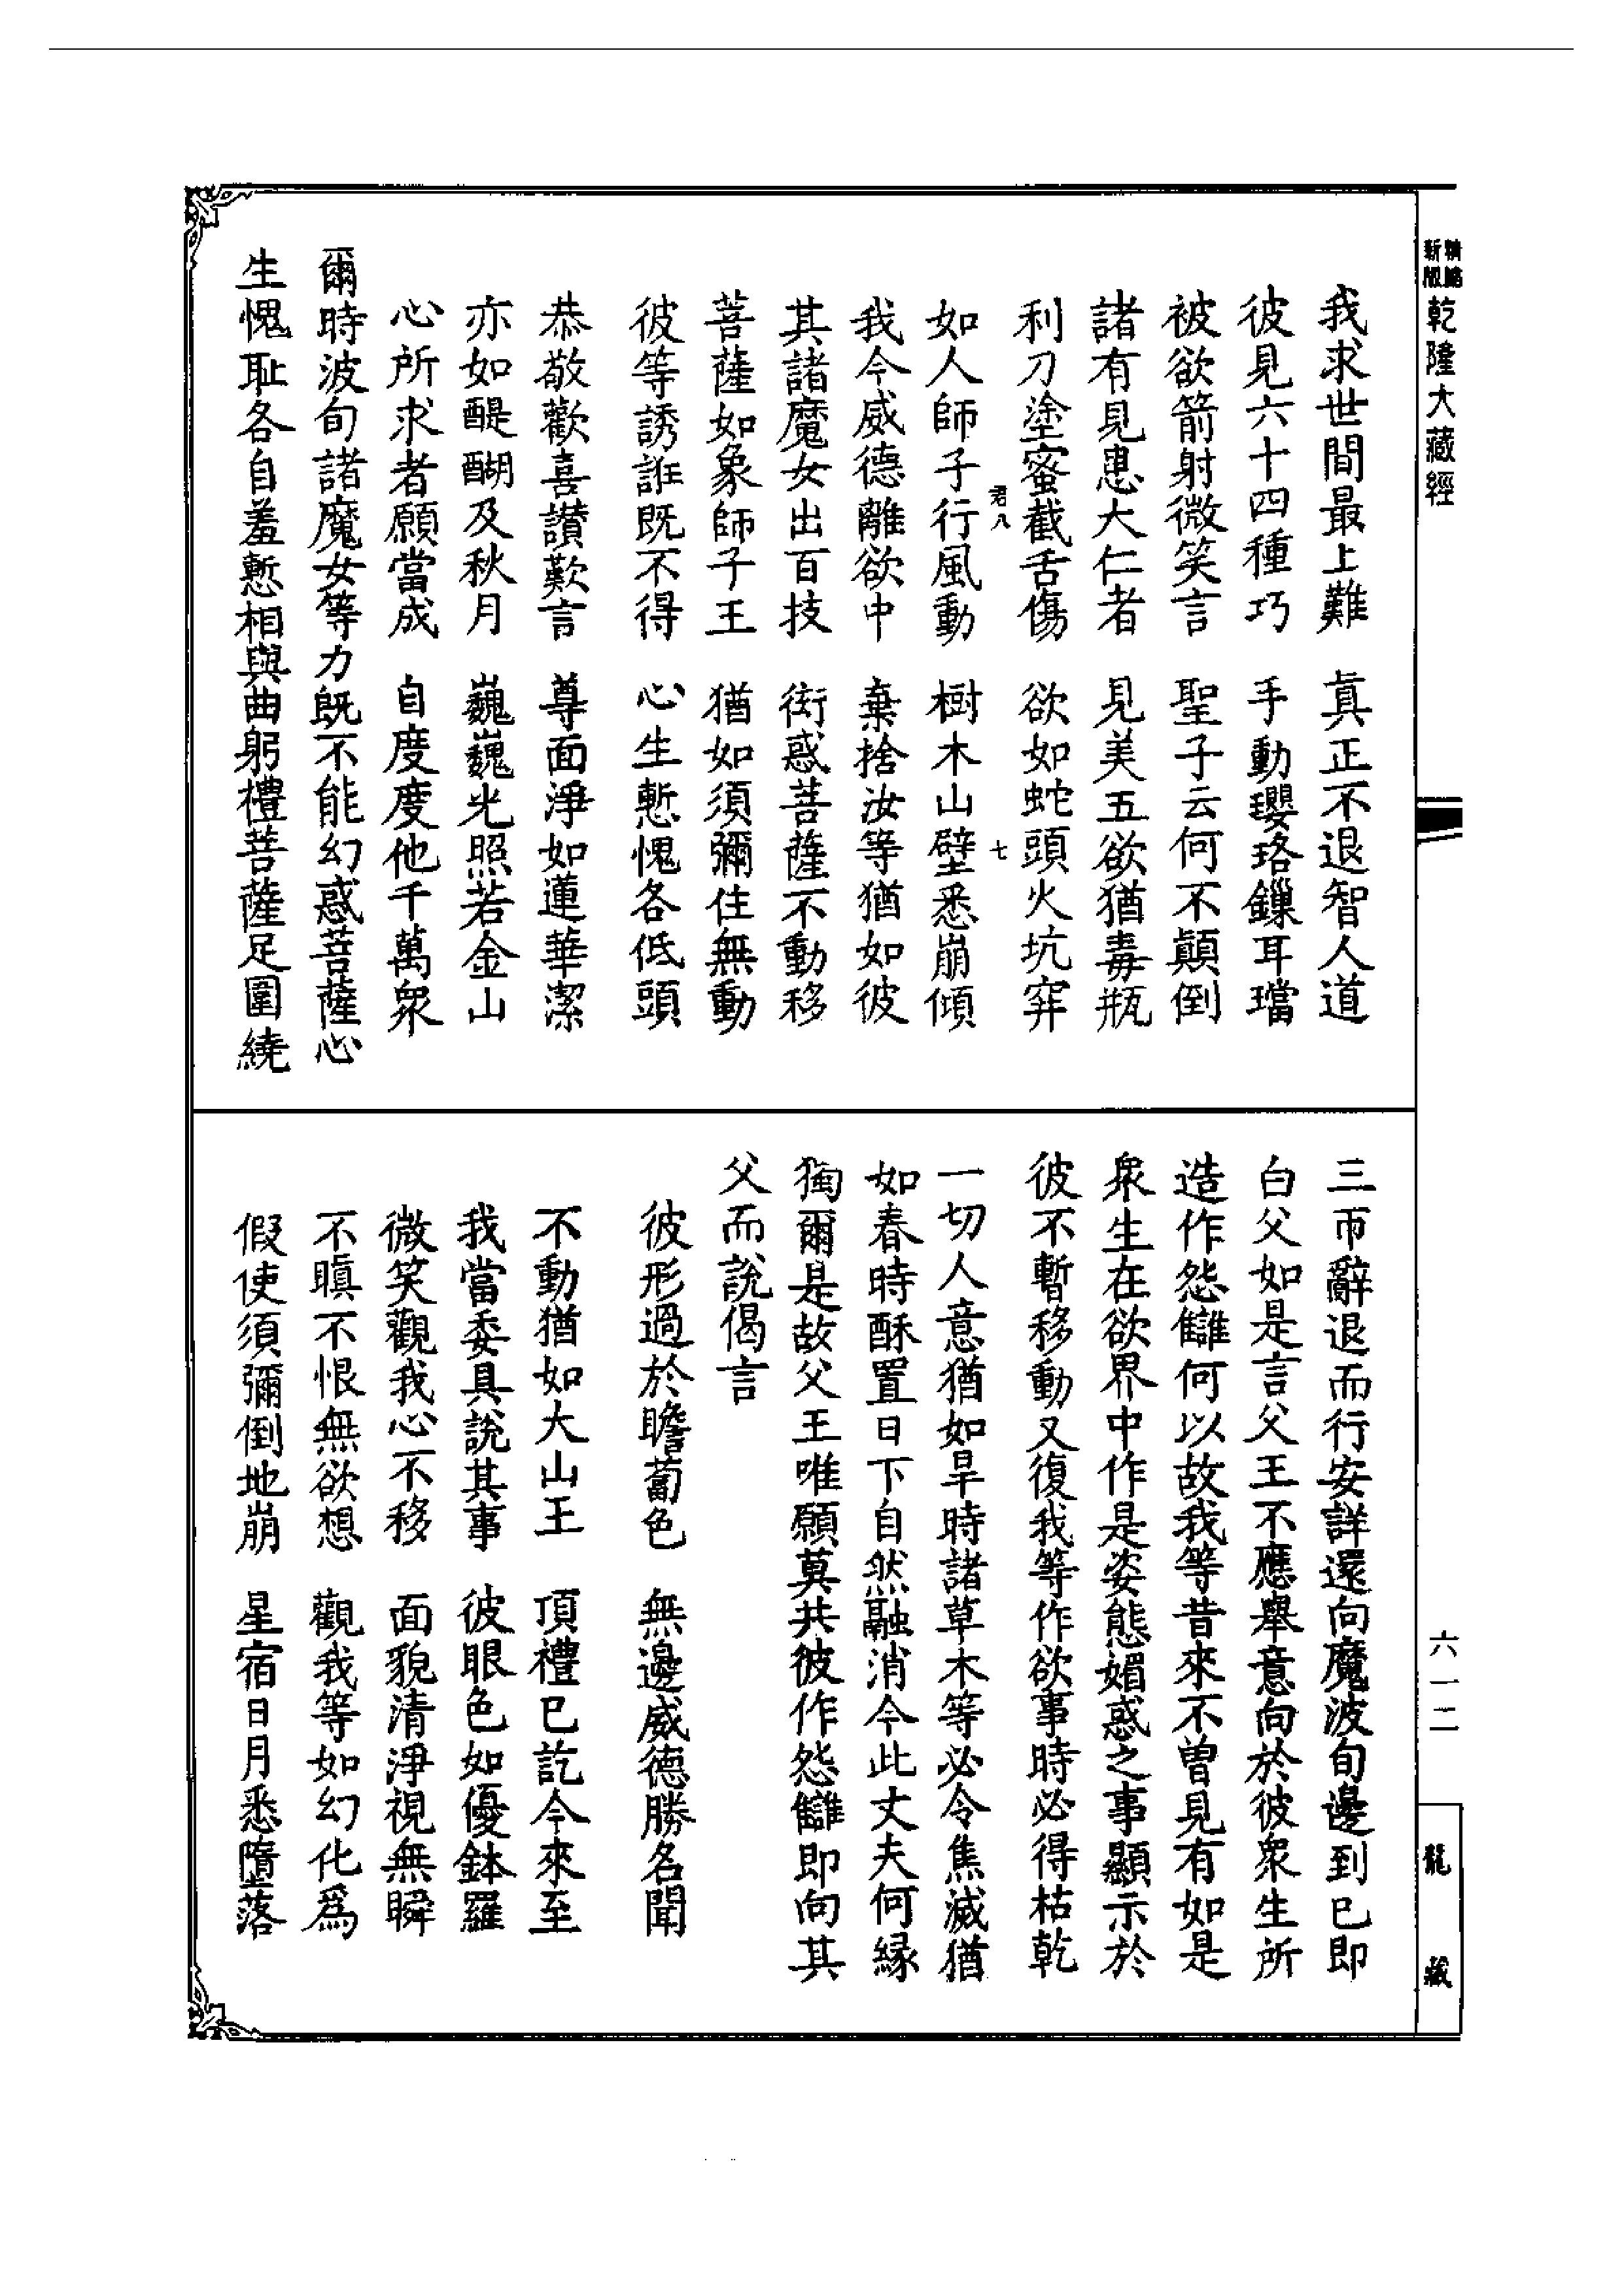 乾隆大藏經
我求世間最上難　真正不退智人道
彼見六十四種巧　手動瓔珞鏁耳璫
被欲箭射微笑言　聖子云何不顛倒
諸有見患大仁者　見美五欲猶毒瓶
利刀塗蜜截舌傷　欲如蛇頭火坑穽
君八　七
如人師子行風動　樹木山壁悉崩傾
我今威德離欲中　棄捨汝等猶如彼
其諸魔女出百技　衒惑菩薩不動移
菩薩如象師子王　猶如須彌住無動
彼等誘誑既不得　心生慙愧各低頭
恭敬歡喜讚歎言　尊面淨如蓮華潔
亦如醍醐及秋月　巍巍光照若金山
心所求者願當成　自度度他千萬衆
爾時波旬諸魔女等力既不能幻惑菩薩心
生愧恥各自羞慙相與曲躬禮菩薩足圍繞
三帀辭退而行安詳還向魔波旬邊到已即
白父如是言父王不應舉意向於彼衆生所
造作怨讎何以故我等昔來不曾見有如是
衆生在欲界中作是姿態媚惑之事顯示於
彼不暫移動又復我等作欲事時必得枯乾
一切人意猶如旱時諸草木等必令焦滅猶
如春時酥置日下自然融消今此丈夫何緣
獨爾是故父王唯願莫共彼作怨讎即向其
父而說偈言
彼形過於瞻蔔色　無邊威德勝名聞
不動猶如大山王　頂禮已訖今來至
我當委具說其事　彼眼色如優鉢羅
微笑觀我心不移　面貌清淨視無瞬
不瞋不恨無欲想　觀我等如幻化爲
假使須彌倒地崩　星宿日月悉墮落
六一二
龍藏